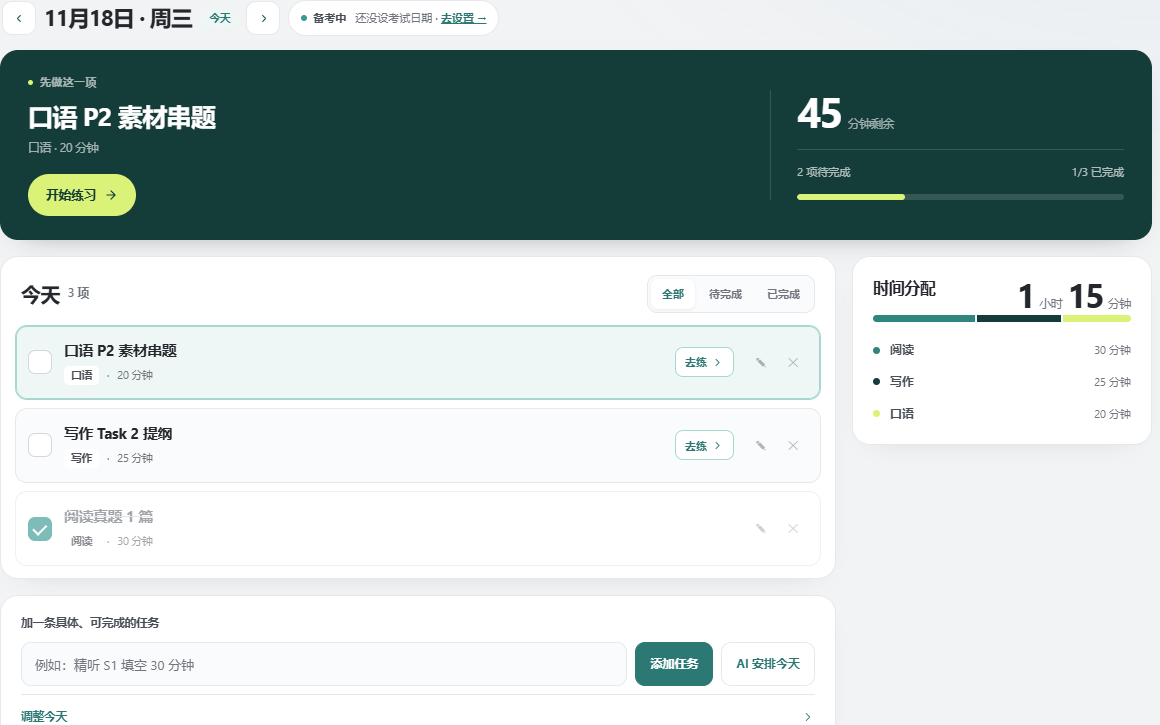 11月18日 · 周三 今天 备考中 还没设考试日期 · 去设置 →
先做这一项
口语 P2 素材串题
口语 · 20 分钟
开始练习 →
45 分钟剩余
2 项待完成 1/3 已完成
今天 3 项 全部 待完成 已完成
口语 P2 素材串题
口语 · 20 分钟
去练
写作 Task 2 提纲
写作 · 25 分钟
去练
阅读真题 1 篇
阅读 · 30 分钟
时间分配 1 小时 15 分钟
阅读 30 分钟
写作 25 分钟
口语 20 分钟
加一条具体、可完成的任务
例如：精听 S1 填空 30 分钟 添加任务 AI 安排今天
调整今天